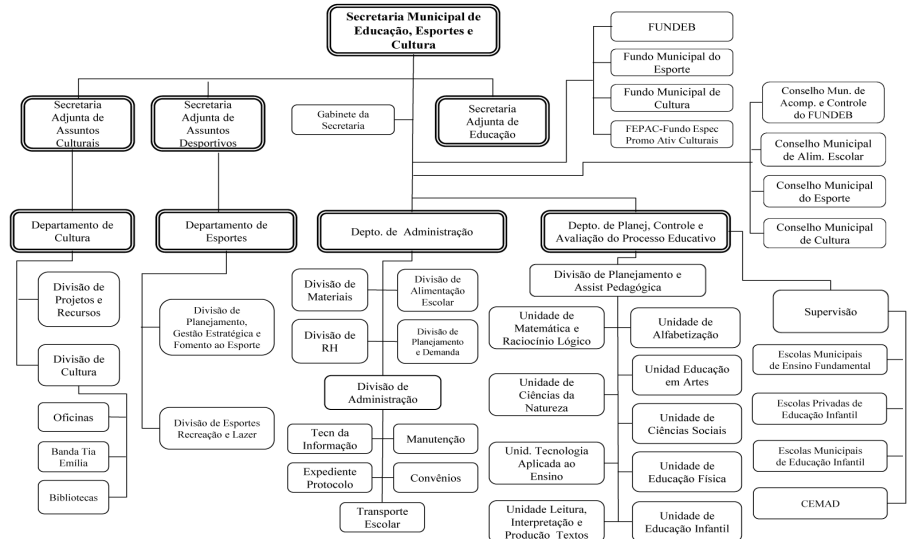 Secretaria Municipal de
Educação, Esportes e
Cultura
FUNDEB
Fundo Municipal do
Esporte
Fundo Municipal de
Cultura
FEPAC-Fundo Espec
Promo Ativ Culturais
Conselho Mun. de
Acomp. e Controle
do FUNDEB
Conselho Municipal
de Alim. Escolar
Conselho Municipal
do Esporte
Conselho Municipal
de Cultura
Secretaria
Adjunta de
Assuntos
Culturais
Secretaria
Adjunta de
Assuntos
Desportivos
Gabinete da
Secretaria
Secretaria
Adjunta de
Educação
Departamento de
Cultura
Departamento de
Esportes
Depto. de Administração
Depto. de Planej, Controle e
Avaliação do Processo Educativo
Divisão de
Projetos e
Recursos
Divisão de
Cultura
Oficinas
Banda Tia
Emília
Bibliotecas
Divisão de
Planejamento,
Gestão Estratégica e
Fomento ao Esporte
Divisão de Esportes
Recreação e Lazer
Divisão de
Materiais
Divisão de
Alimentação
Escolar
Divisão de
RH
Divisão de
Planejamento
e Demanda
Divisão de
Administração
Tecn da
Informação
Manutenção
Expediente
Protocolo
Convênios
Transporte
Escolar
Divisão de Planejamento e
Assist Pedagógica
Unidade de
Matemática e
Raciocínio Lógico
Unidade de
Alfabetização
Unidade de
Ciências da
Natureza
Unidad Educação
em Artes
Unidade de
Ciências Sociais
Unid. Tecnologia
Aplicada ao
Ensino
Unidade de
Educação Física
Unidade Leitura,
Interpretação e
Produção Textos
Unidade de
Educação Infantil
Supervisão
Escolas Municipais
de Ensino Fundamental
Escolas Privadas de
Educação Infantil
Escolas Municipais
de Educação Infantil
CEMAD